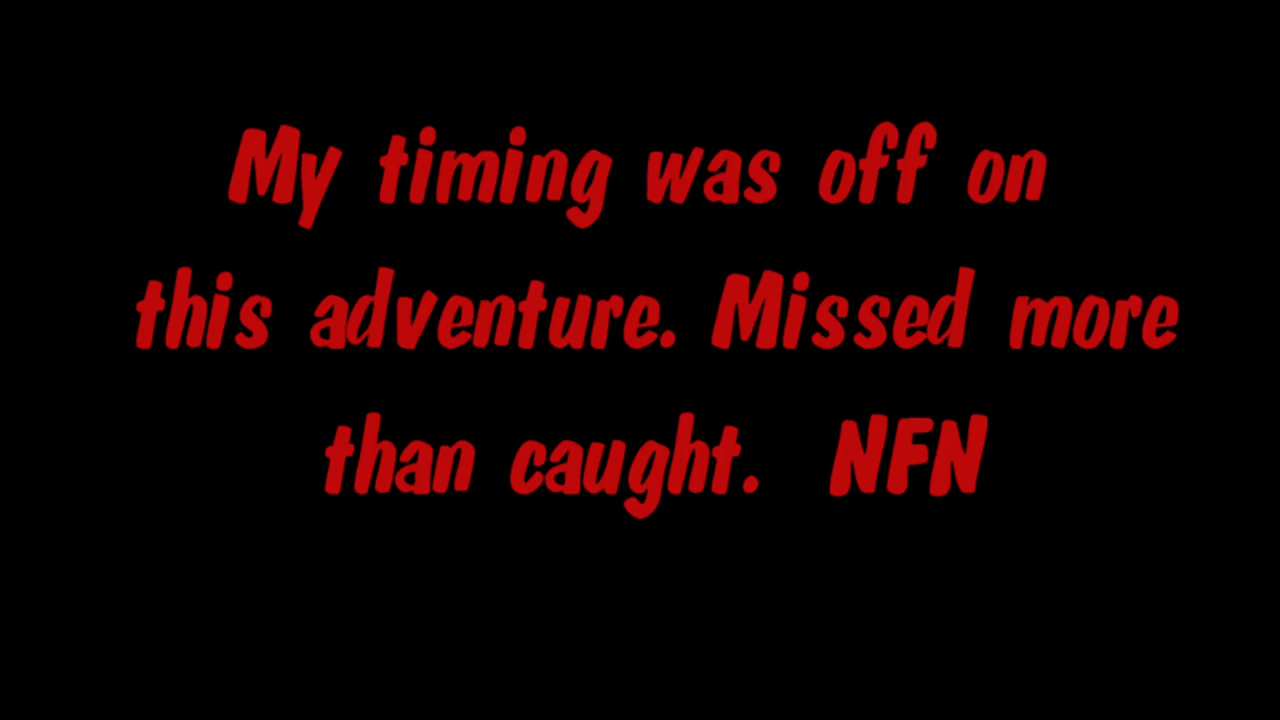 My timing was off on
this adventure. Missed more
than caught. NFN